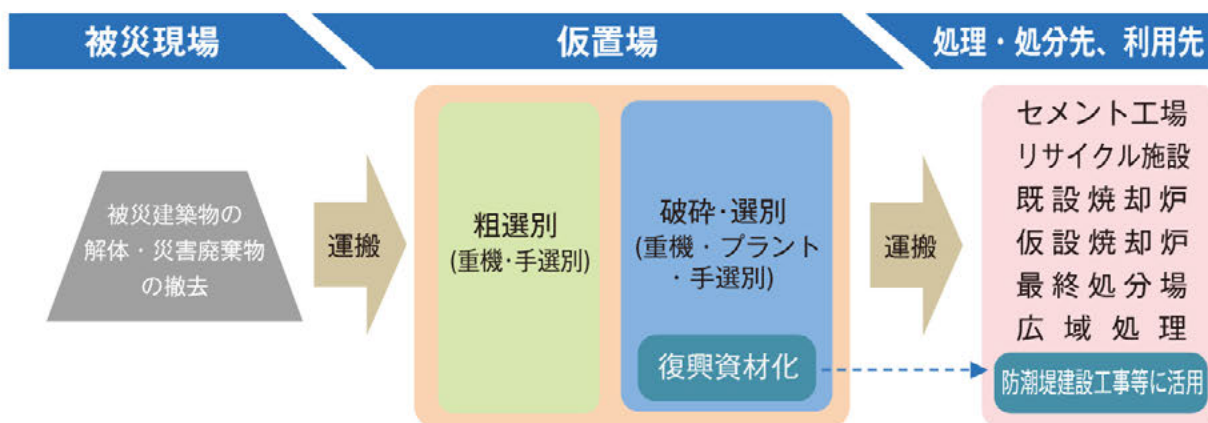 被災現場
仮置場
処理・処分先、利用先
被災建築物の
解体・災害廃棄物
の撤去
運搬
粗選別
(重機・手選別)
破砕・選別
(重機・プラント
・手選別)
復興資材化
運搬
セメント工場
リサイクル施設
既設焼却炉
仮設焼却炉
最終処分場
広域処理
防潮堤建設工事等に活用